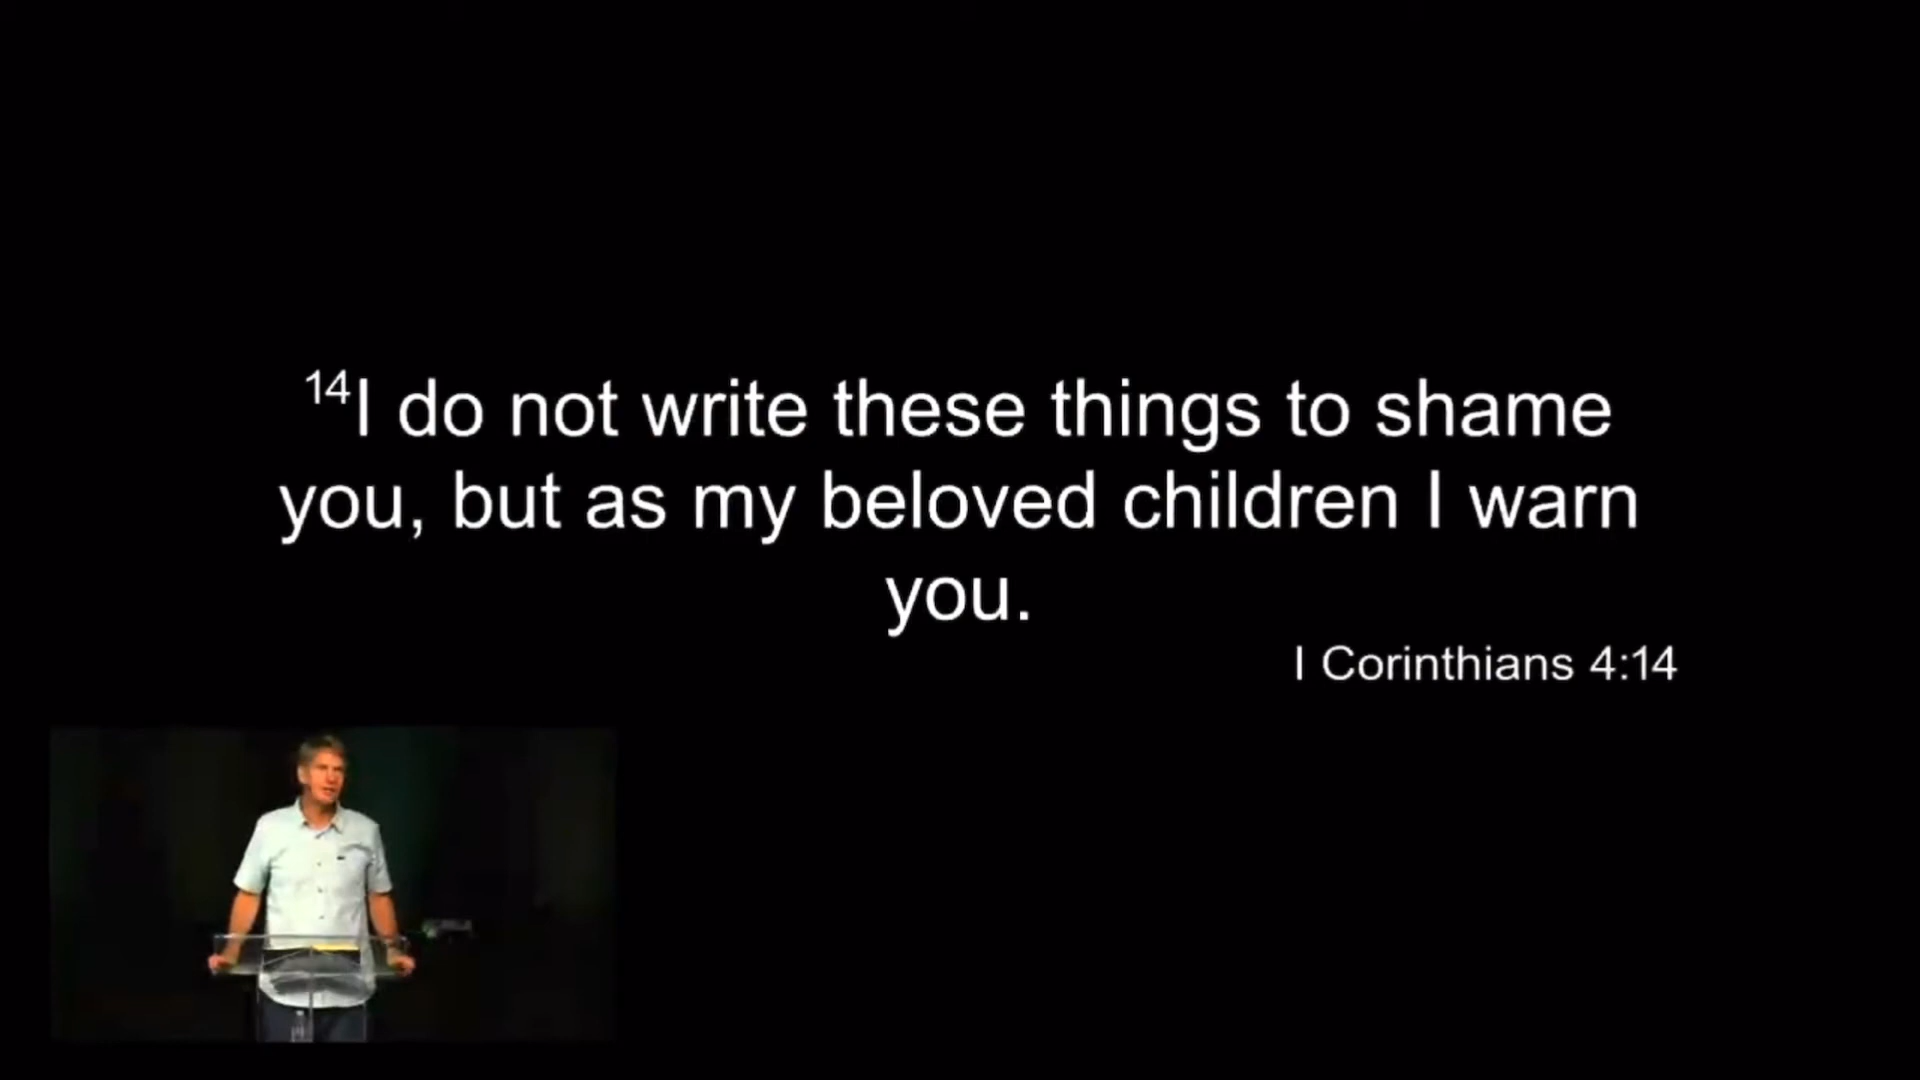 ¹⁴I do not write these things to shame
you, but as my beloved children I warn
you.
I Corinthians 4:14